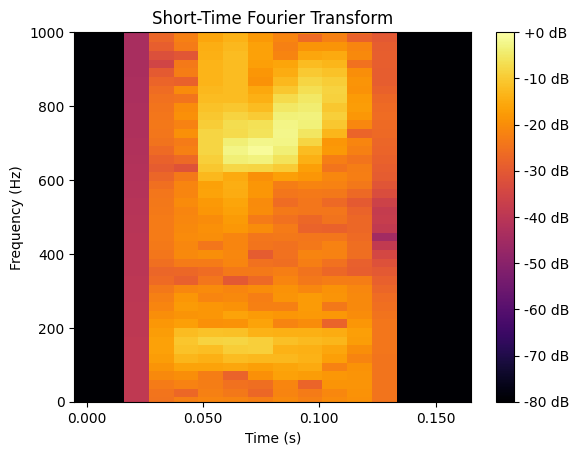 Short-Time Fourier Transform
1000
800
600
400
200
0
Frequency (Hz)
0.000
0.050
0.100
0.150
Time (s)
+0 dB
-10 dB
-20 dB
-30 dB
-40 dB
-50 dB
-60 dB
-70 dB
-80 dB